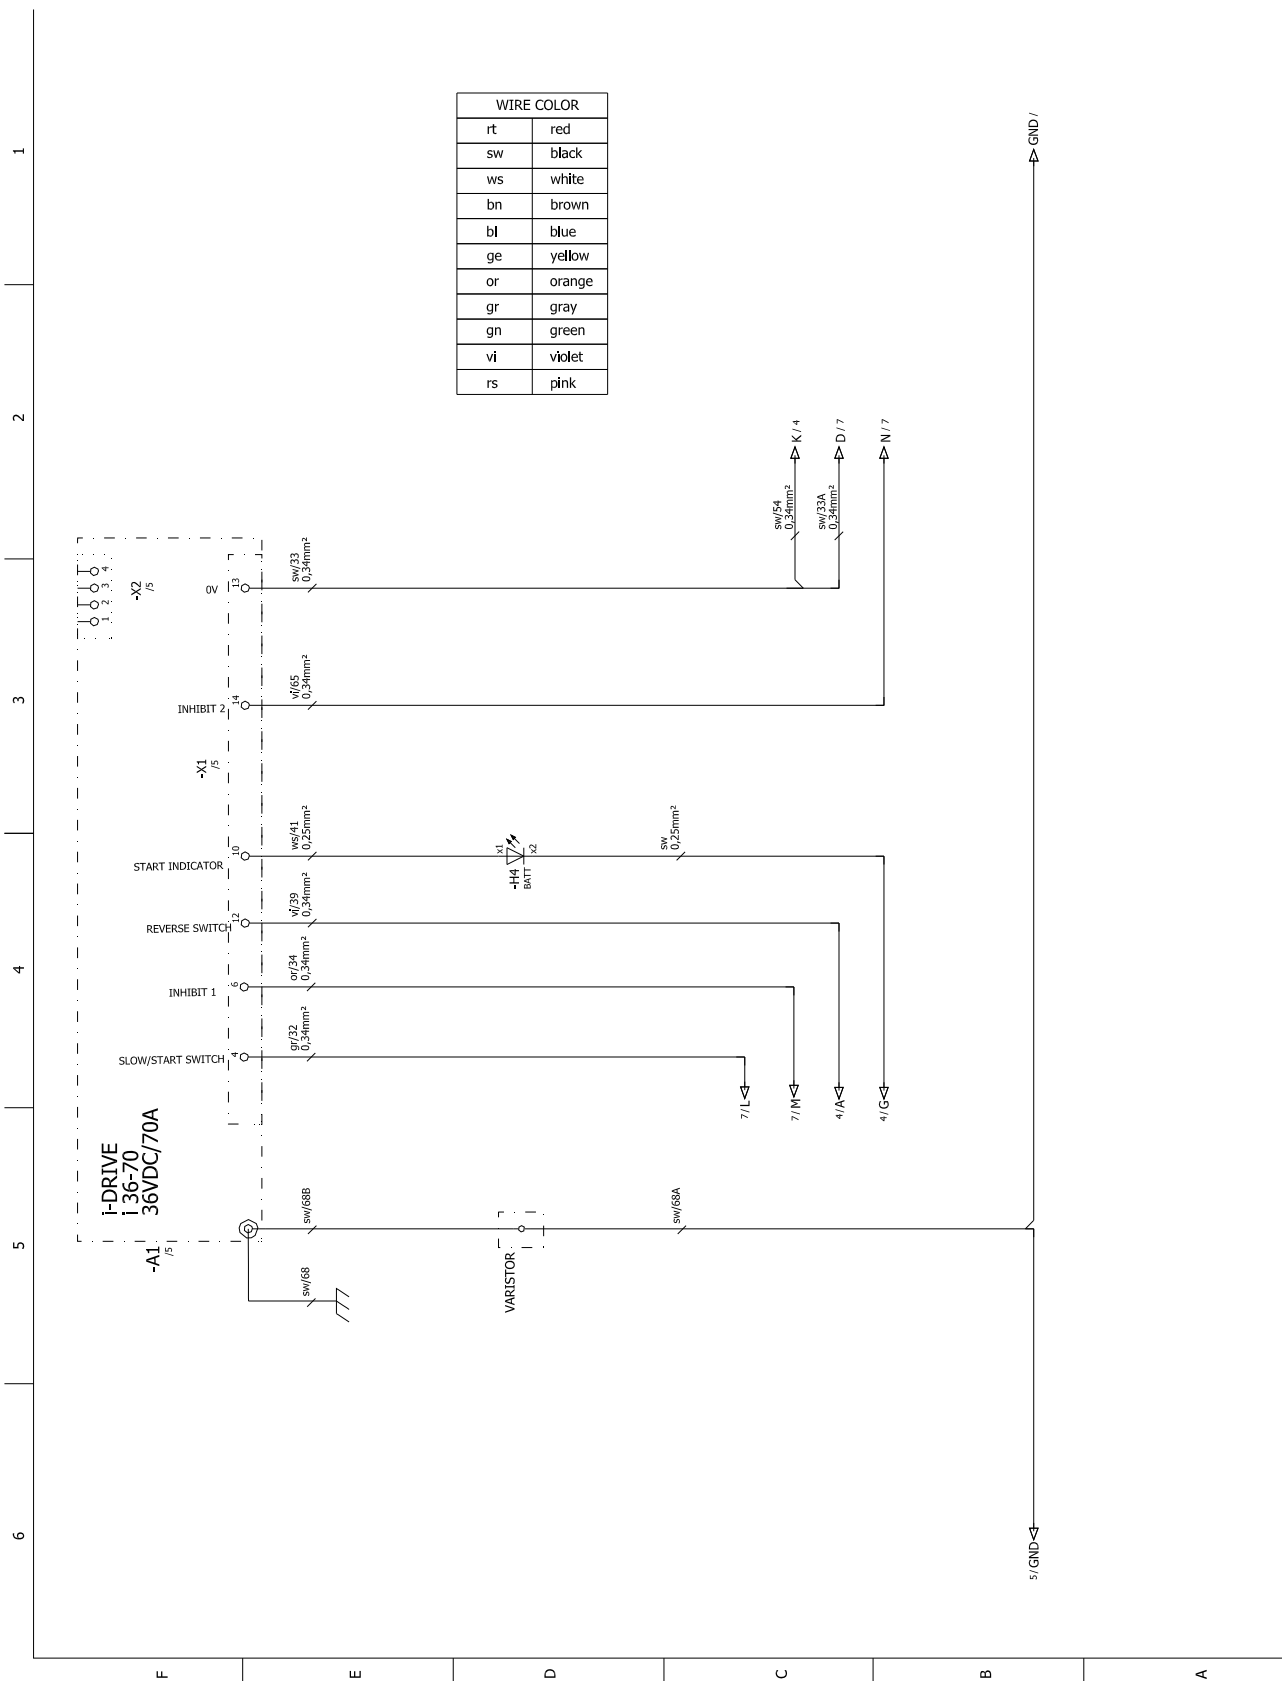 WIRE COLOR
rt red
sw black
ws white
bn brown
bl blue
ge yellow
or orange
gr gray
gn green
vi violet
rs pink
1
2
3
4
5
6
F
E
D
C
B
A
GND /
K / 4
D / 7
N / 7
sw/54
0,34mm²
sw/33A
0,34mm²
1
2
3
4
-X2
/5
0V
13
sw/33
0,34mm²
INHIBIT 2
14
vi/65
0,34mm²
-X1
/5
START INDICATOR
10
ws/41
0,25mm²
x1
x2
-H4
BATT
sw
0,25mm²
REVERSE SWITCH
12
vi/39
0,34mm²
INHIBIT 1
6
or/34
0,34mm²
SLOW/START SWITCH
4
gr/32
0,34mm²
7 / L
7 / M
4 / A
4 / G
i-DRIVE
i 36-70
36VDC/70A
-A1
/5
sw/68B
sw/68A
sw/68
VARISTOR
5 / GND